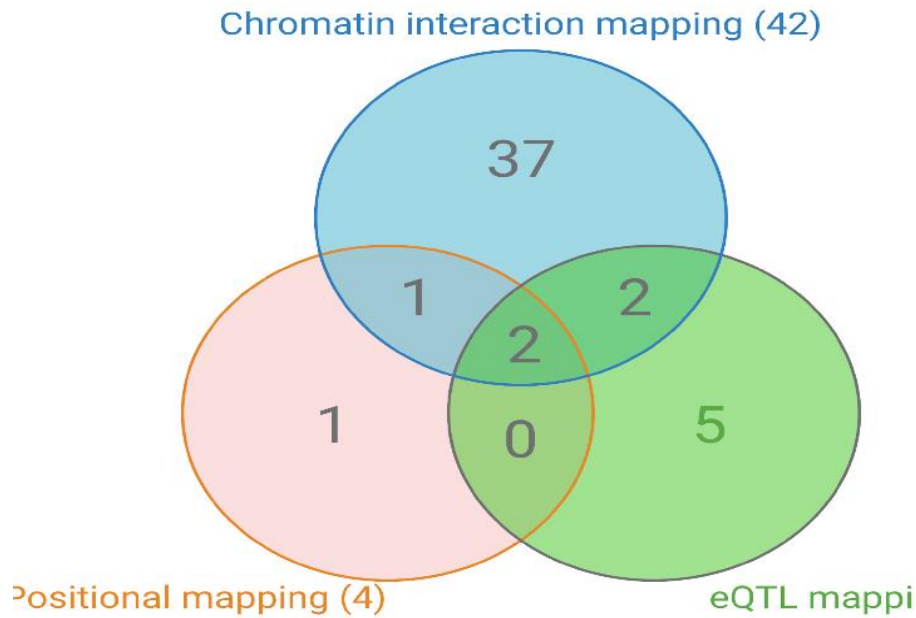 Chromatin interaction mapping (42)
37
1
2
2
1
0
5
Positional mapping (4)
eQTL mappi